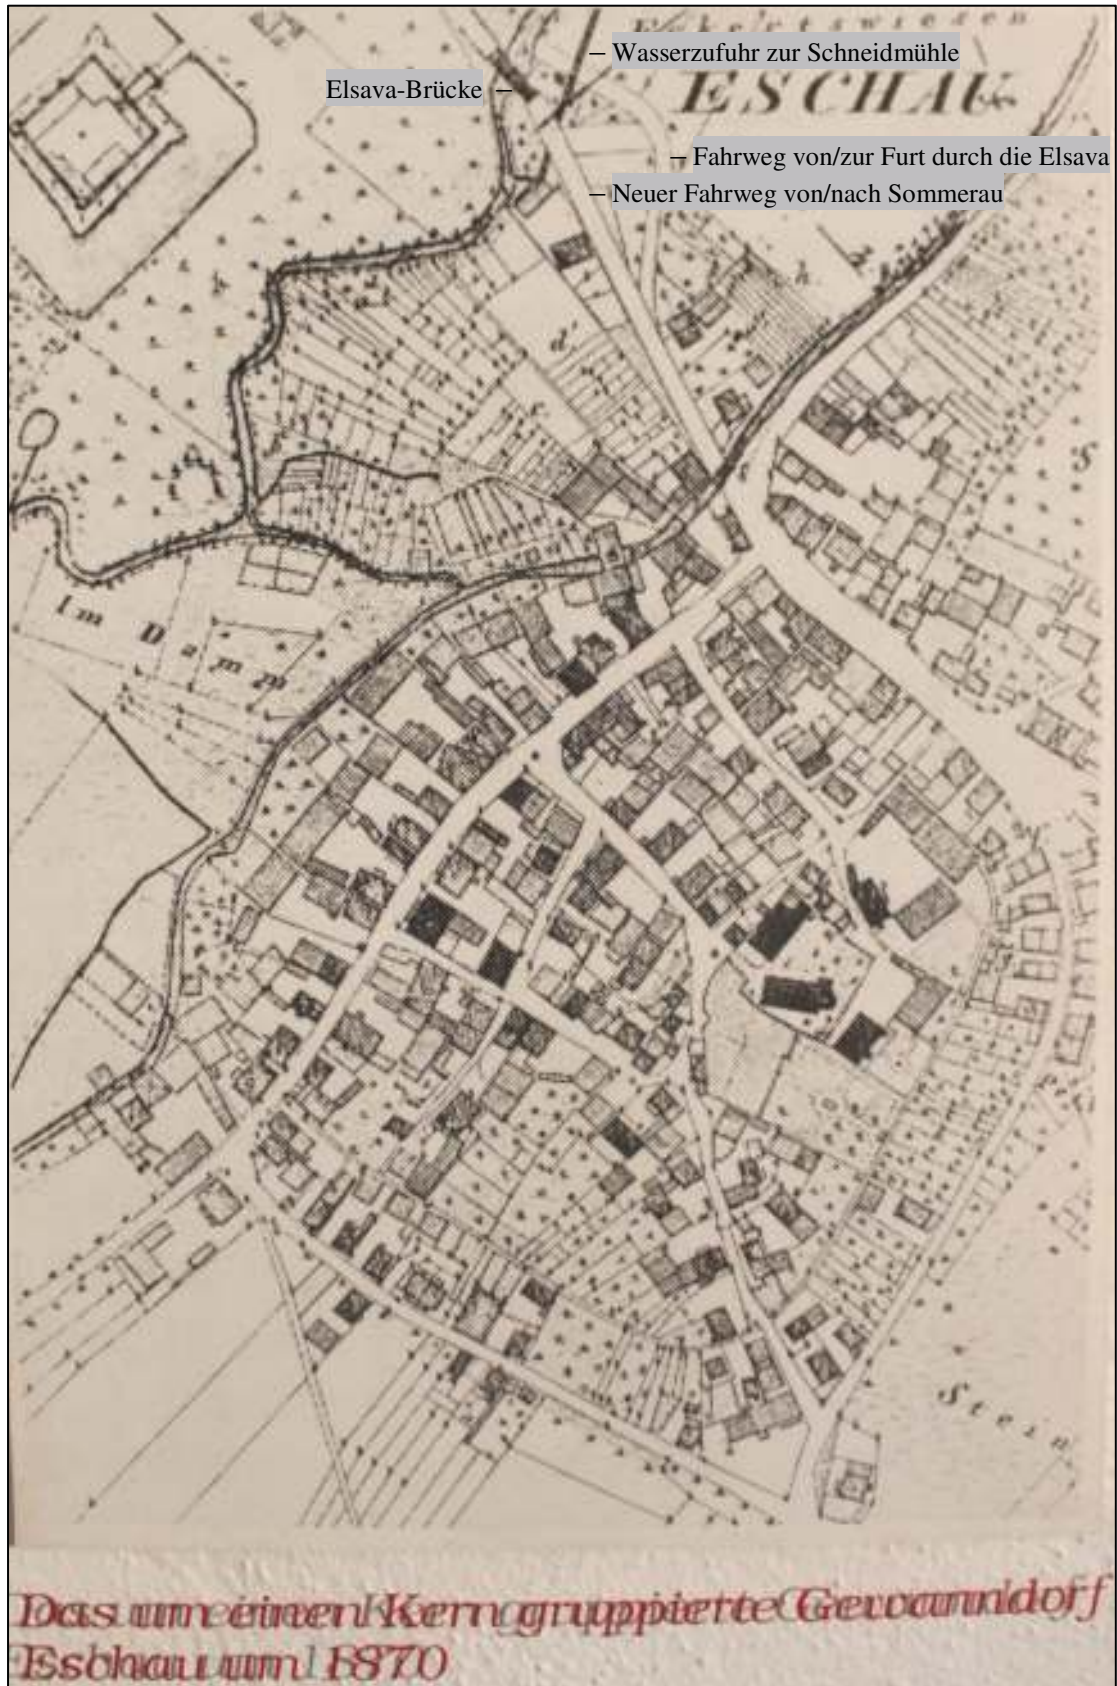 ESCHAU
– Wasserzufuhr zur Schneidmühle
Elsava-Brücke –
– Fahrweg von/zur Furt durch die Elsava
– Neuer Fahrweg von/nach Sommerau
h
h
d'
S
Im Damm
Stein
Das um einen Kern gruppierte Gewanndorf
Eschau um 1870